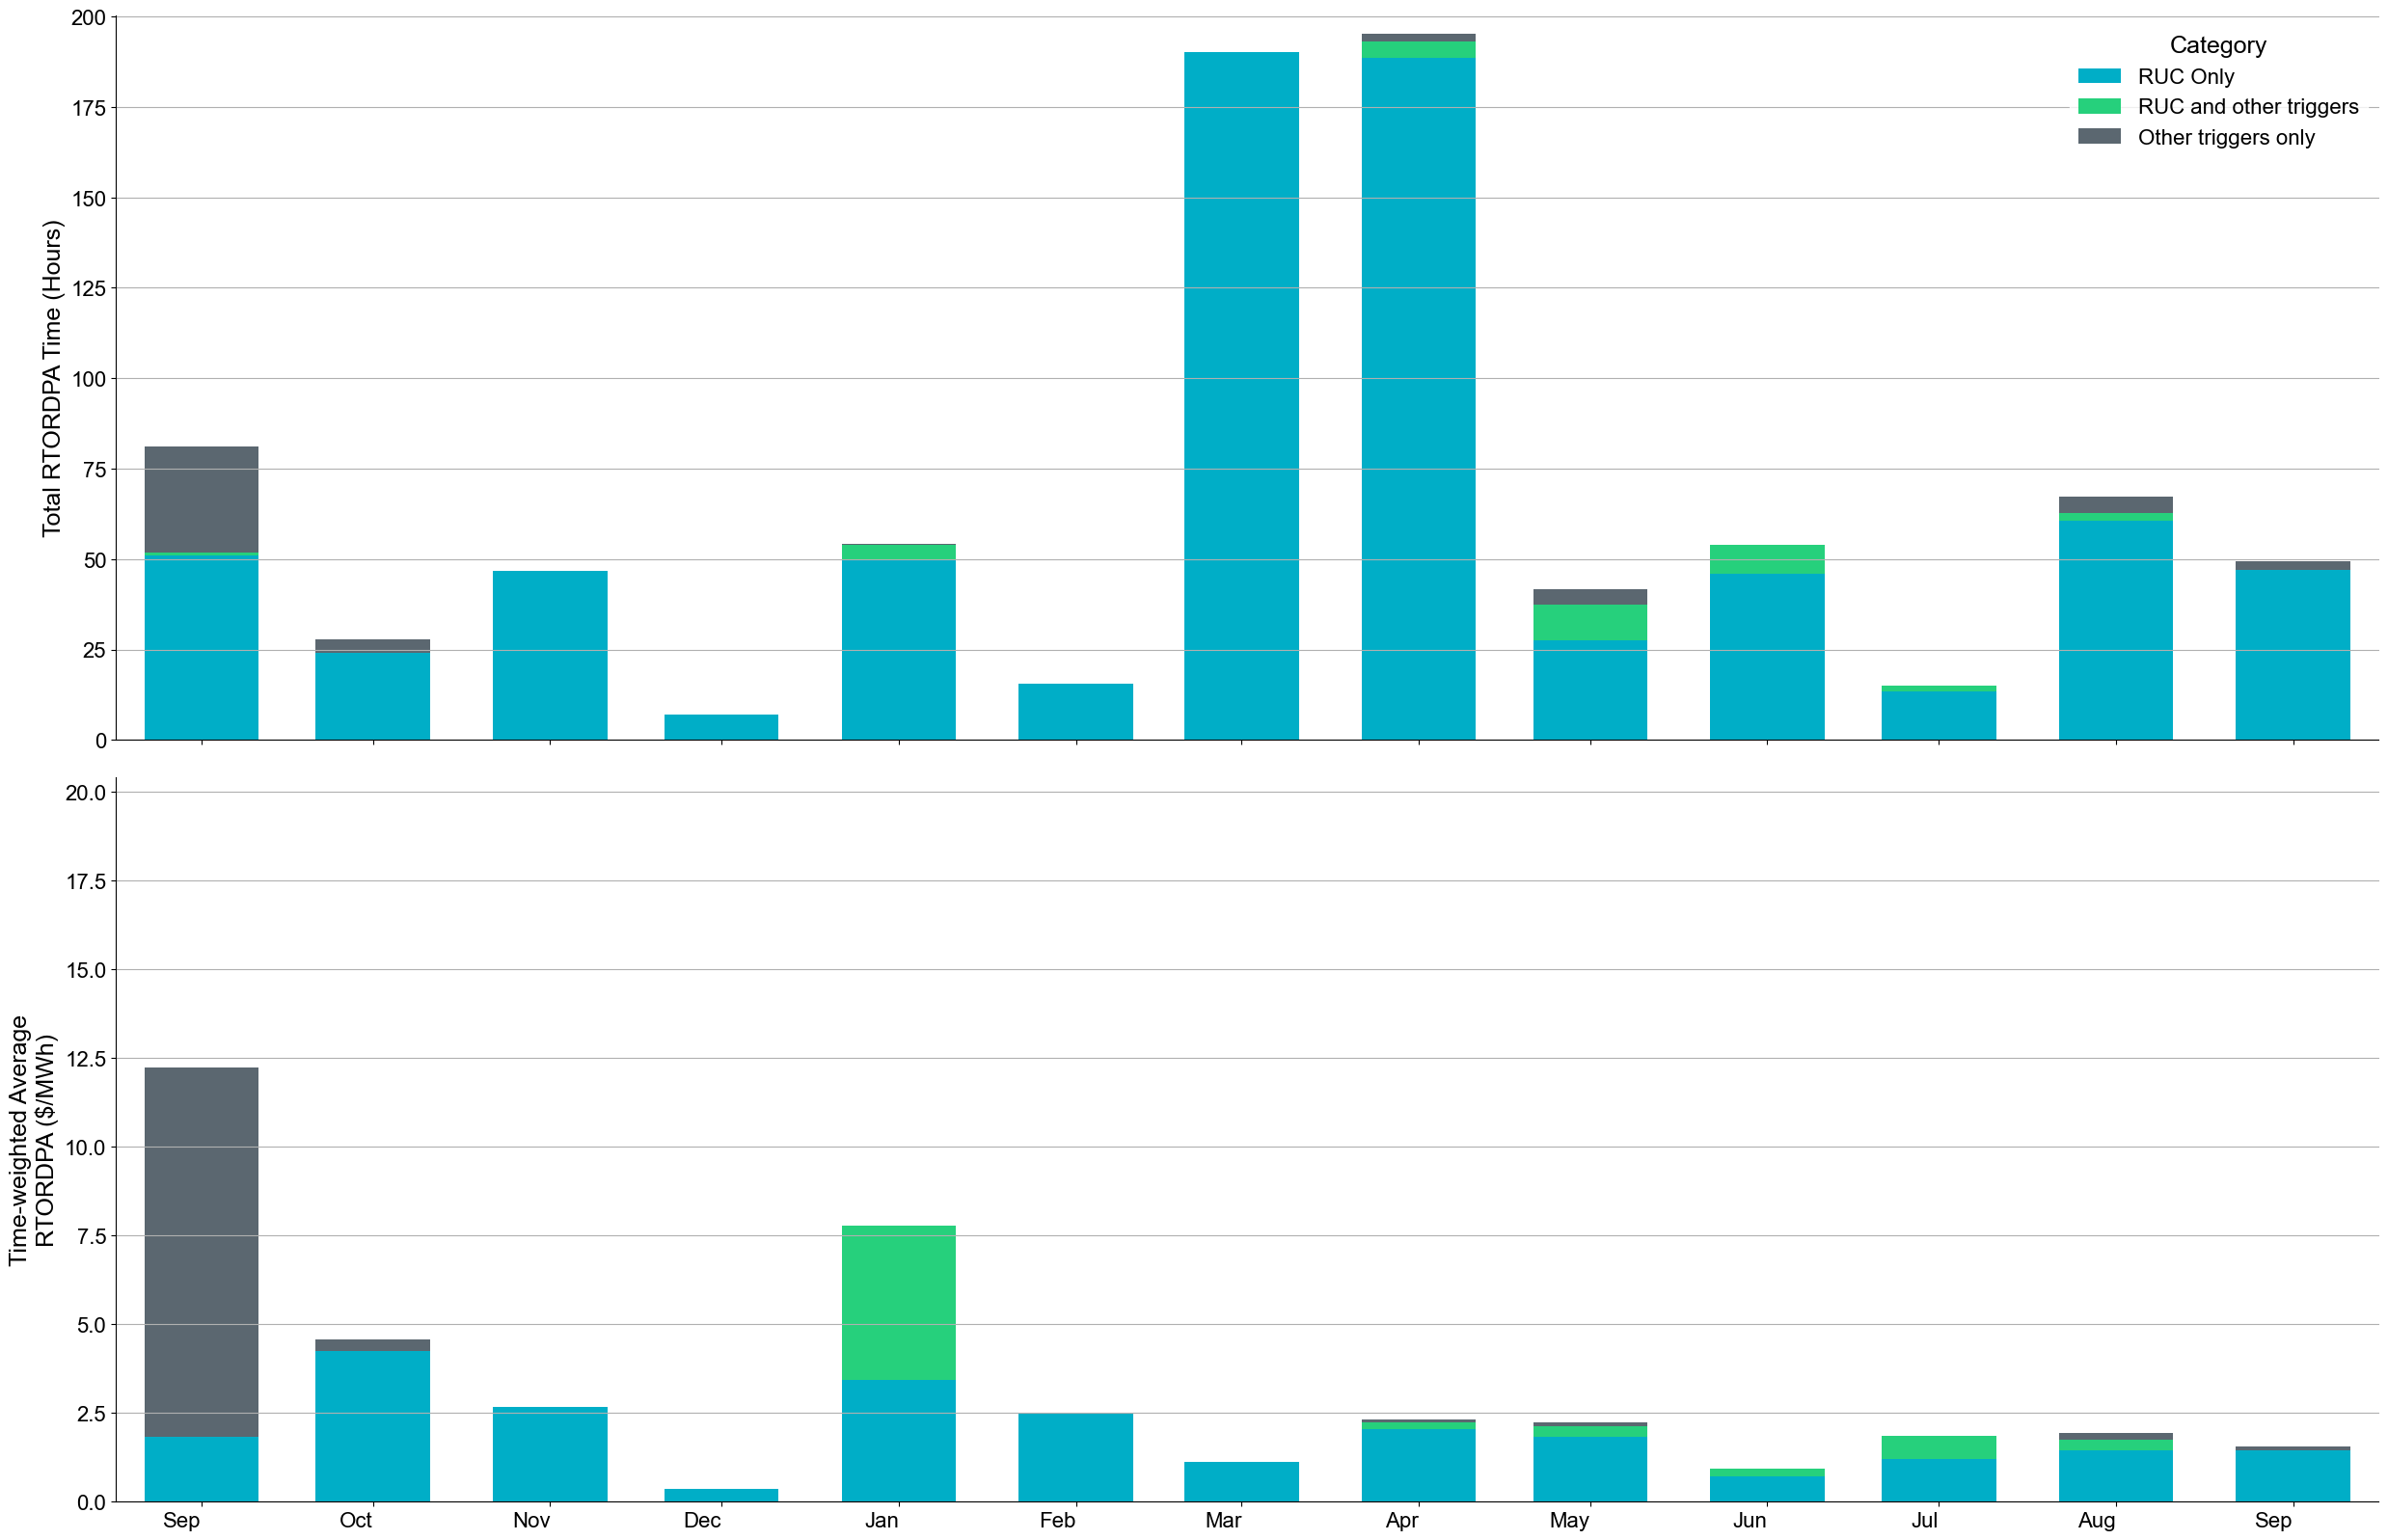 200
175
150
125
100
75
50
25
0
Total RTORDPA Time (Hours)
Category
RUC Only
RUC and other triggers
Other triggers only
20.0
17.5
15.0
12.5
10.0
7.5
5.0
2.5
0.0
Time-weighted Average
RTORDPA ($/MWh)
Sep Oct Nov Dec Jan Feb Mar Apr May Jun Jul Aug Sep